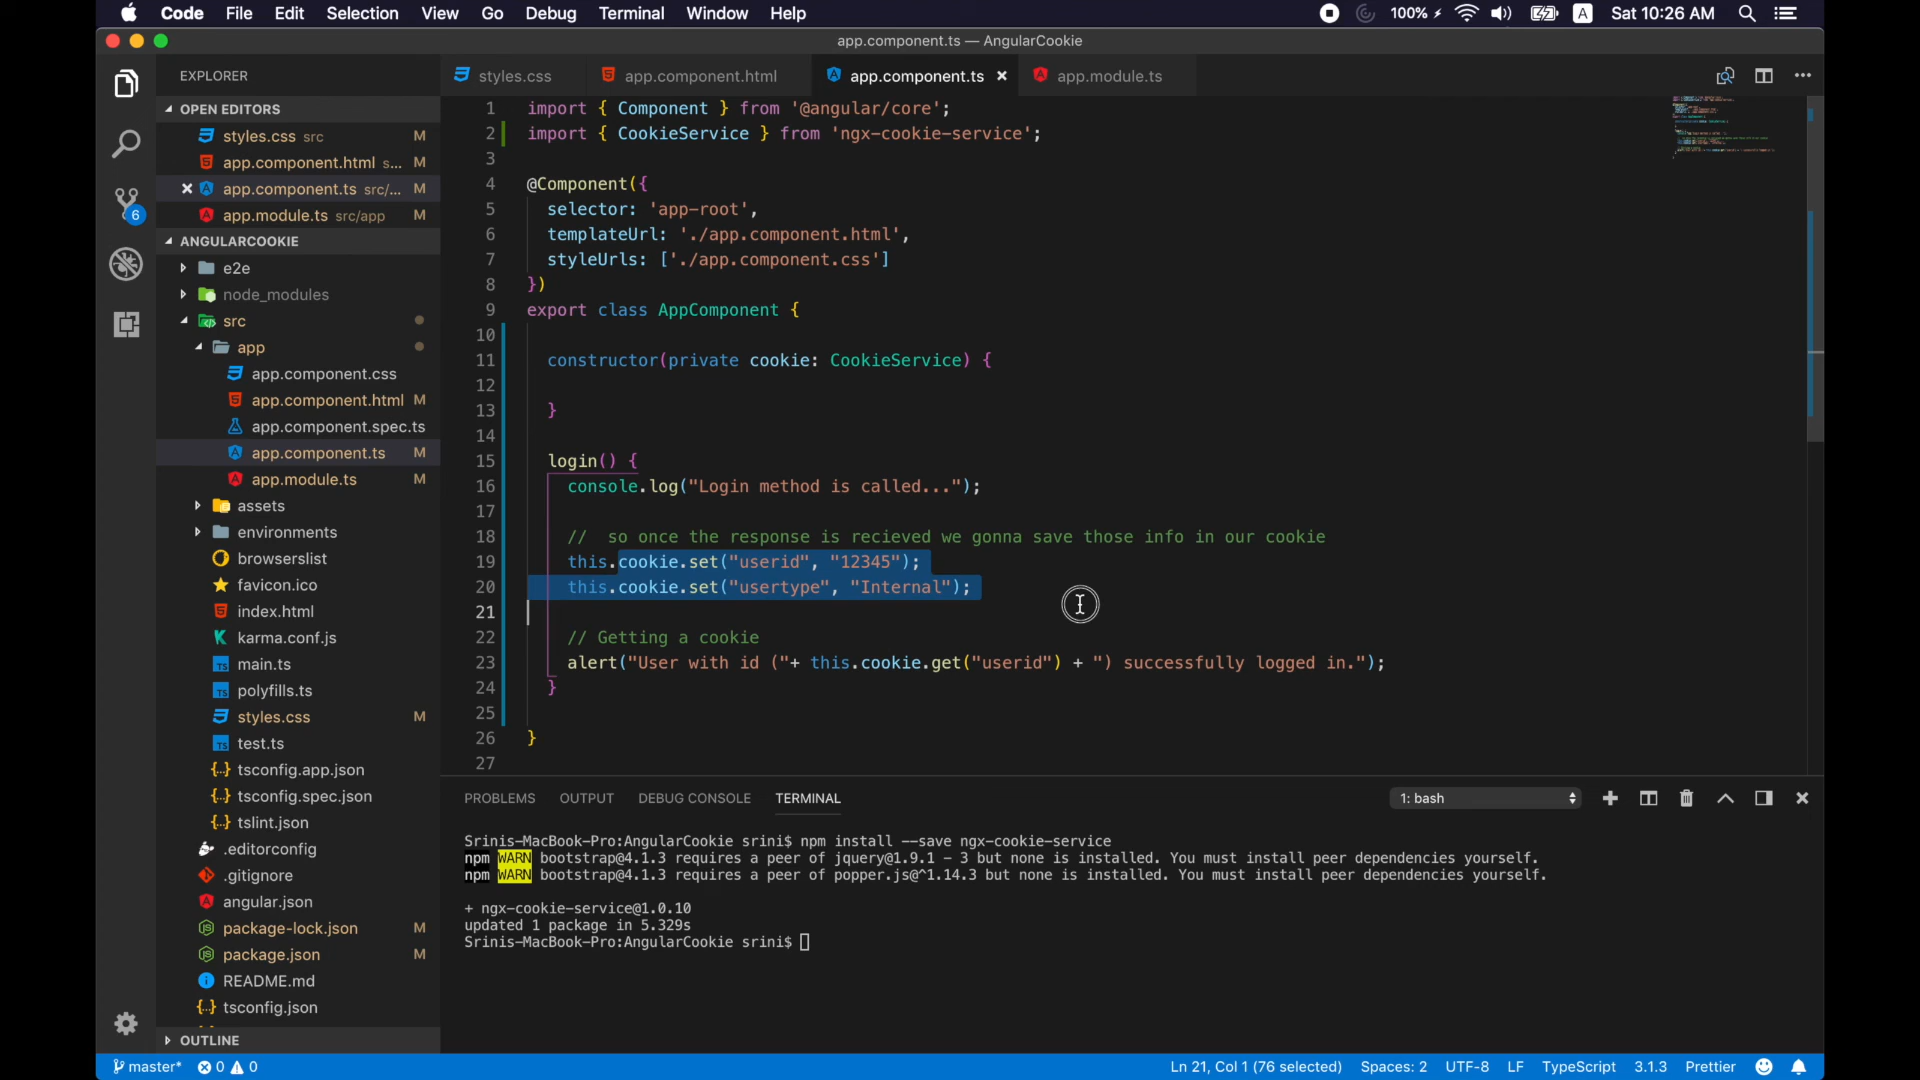 Code File Edit Selection View Go Debug Terminal Window Help 100% A Sat 10:26 AM
app.component.ts — AngularCookie
EXPLORER
OPEN EDITORS
styles.css src M
app.component.html s... M
app.component.ts src/... M
app.module.ts src/app M
6
ANGULARCOOKIE
e2e
node_modules
src
app
app.component.css
app.component.html M
app.component.spec.ts
app.component.ts M
app.module.ts M
assets
environments
browserslist
favicon.ico
index.html
karma.conf.js
main.ts
polyfills.ts
styles.css M
test.ts
tsconfig.app.json
tsconfig.spec.json
tslint.json
.editorconfig
.gitignore
angular.json
package-lock.json M
package.json M
README.md
tsconfig.json
OUTLINE
styles.css app.component.html app.component.ts app.module.ts
1 import { Component } from '@angular/core';
2 import { CookieService } from 'ngx-cookie-service';
3
4 @Component({
5 selector: 'app-root',
6 templateUrl: './app.component.html',
7 styleUrls: ['./app.component.css']
8 })
9 export class AppComponent {
10
11 constructor(private cookie: CookieService) {
12
13 }
14
15 login() {
16 console.log("Login method is called...");
17
18 // so once the response is recieved we gonna save those info in our cookie
19 this.cookie.set("userid", "12345");
20 this.cookie.set("usertype", "Internal");
21
22 // Getting a cookie
23 alert("User with id ("+ this.cookie.get("userid") + ") successfully logged in.");
24 }
25
26 }
27
PROBLEMS OUTPUT DEBUG CONSOLE TERMINAL 1: bash
Srinis-MacBook-Pro:AngularCookie srini$ npm install --save ngx-cookie-service
npm WARN bootstrap@4.1.3 requires a peer of jquery@1.9.1 - 3 but none is installed. You must install peer dependencies yourself.
npm WARN bootstrap@4.1.3 requires a peer of popper.js@^1.14.3 but none is installed. You must install peer dependencies yourself.
+ ngx-cookie-service@1.0.10
updated 1 package in 5.329s
Srinis-MacBook-Pro:AngularCookie srini$
master* 0 0 Ln 21, Col 1 (76 selected) Spaces: 2 UTF-8 LF TypeScript 3.1.3 Prettier